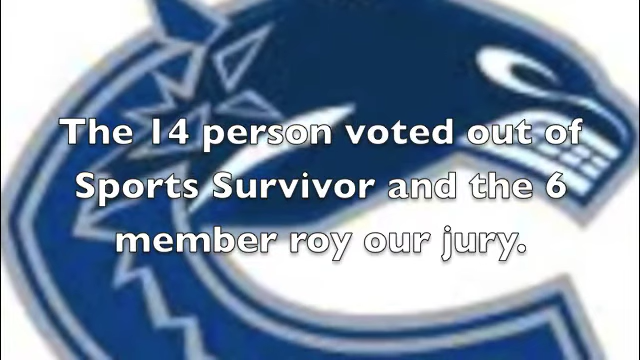 The 14 person voted out of
Sports Survivor and the 6
member roy our jury.